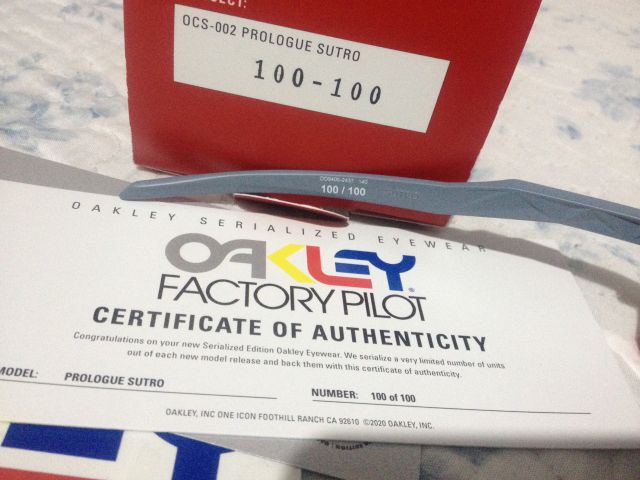 OCS-002 PROLOGUE SUTRO
100-100
100 / 100
OAKLEY SERIALIZED EYEWEAR
OAKLEY
FACTORY PILOT
CERTIFICATE OF AUTHENTICITY
Congratulations on your new Serialized Edition Oakley Eyewear. We serialize a very limited number of units
out of each new model release and back them with this certificate of authenticity.
MODEL: PROLOGUE SUTRO
NUMBER: 100 of 100
OAKLEY, INC ONE ICON FOOTHILL RANCH CA 92610 ©2020 OAKLEY, INC.